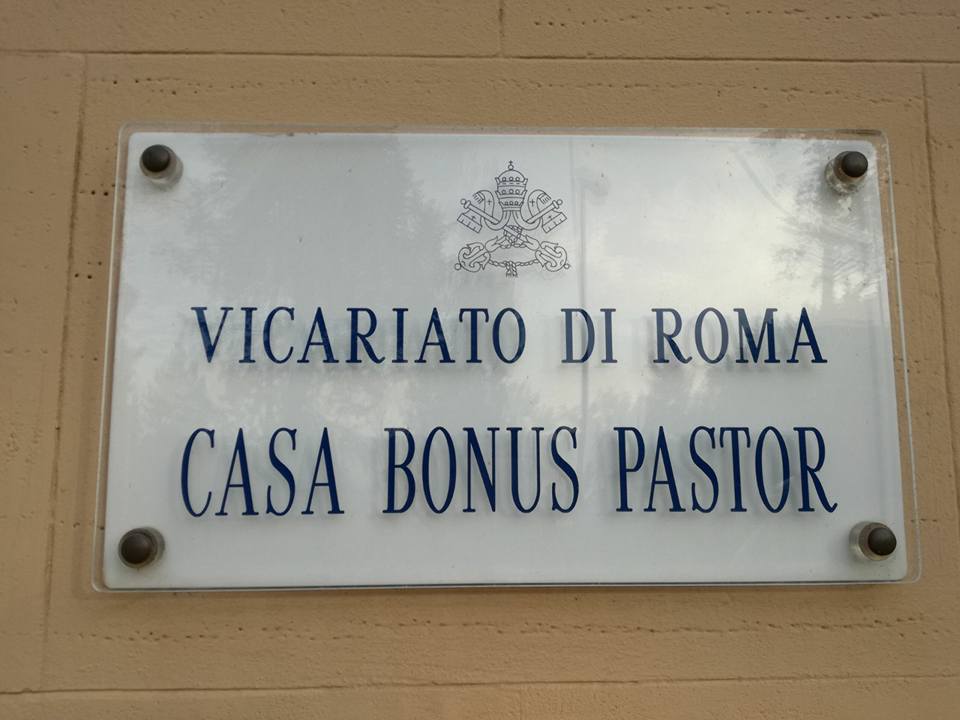 VICARIATO DI ROMA
CASA BONUS PASTOR